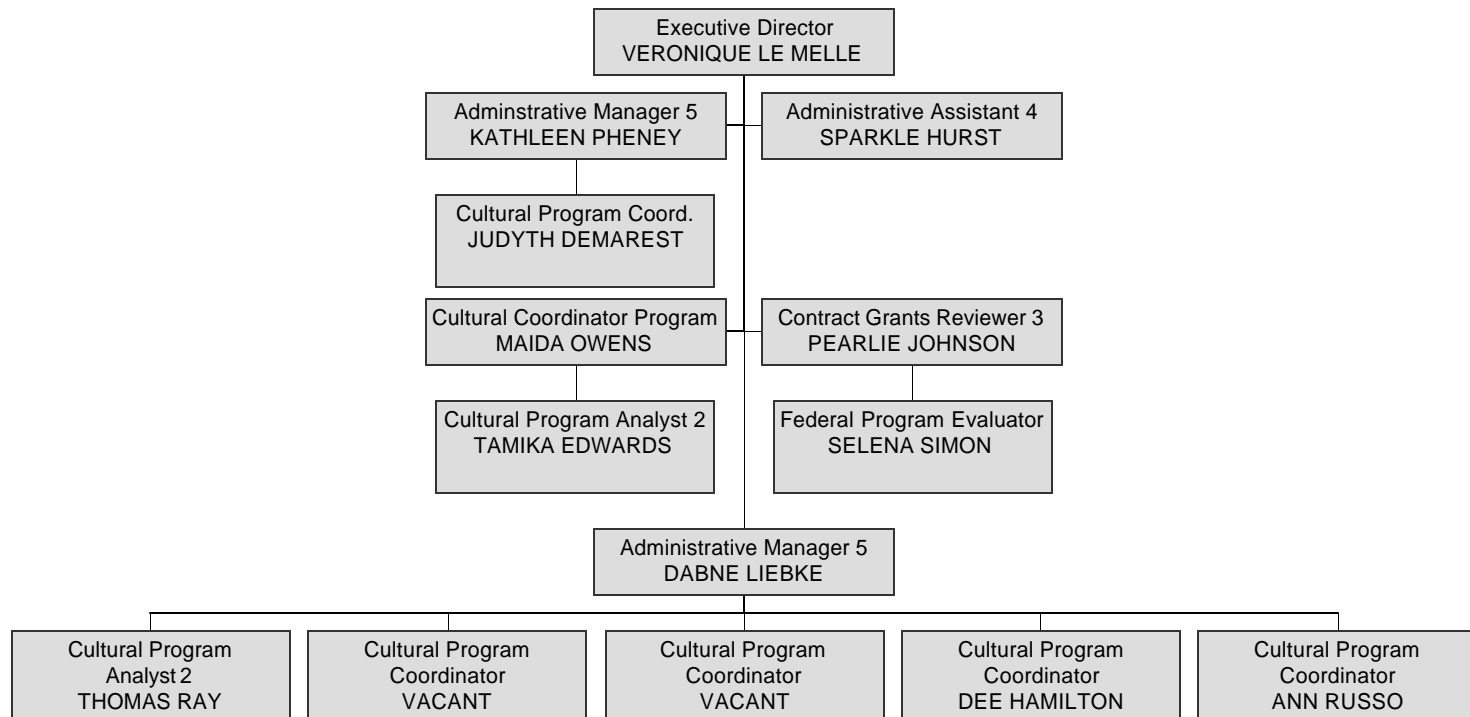 Executive Director
VERONIQUE LE MELLE
Adminstrative Manager 5
KATHLEEN PHENEY
Administrative Assistant 4
SPARKLE HURST
Cultural Program Coord.
JUDYTH DEMAREST
Cultural Coordinator Program
MAIDA OWENS
Contract Grants Reviewer 3
PEARLIE JOHNSON
Cultural Program Analyst 2
TAMIKA EDWARDS
Federal Program Evaluator
SELENA SIMON
Administrative Manager 5
DABNE LIEBKE
Cultural Program
Analyst 2
THOMAS RAY
Cultural Program
Coordinator
VACANT
Cultural Program
Coordinator
VACANT
Cultural Program
Coordinator
DEE HAMILTON
Cultural Program
Coordinator
ANN RUSSO